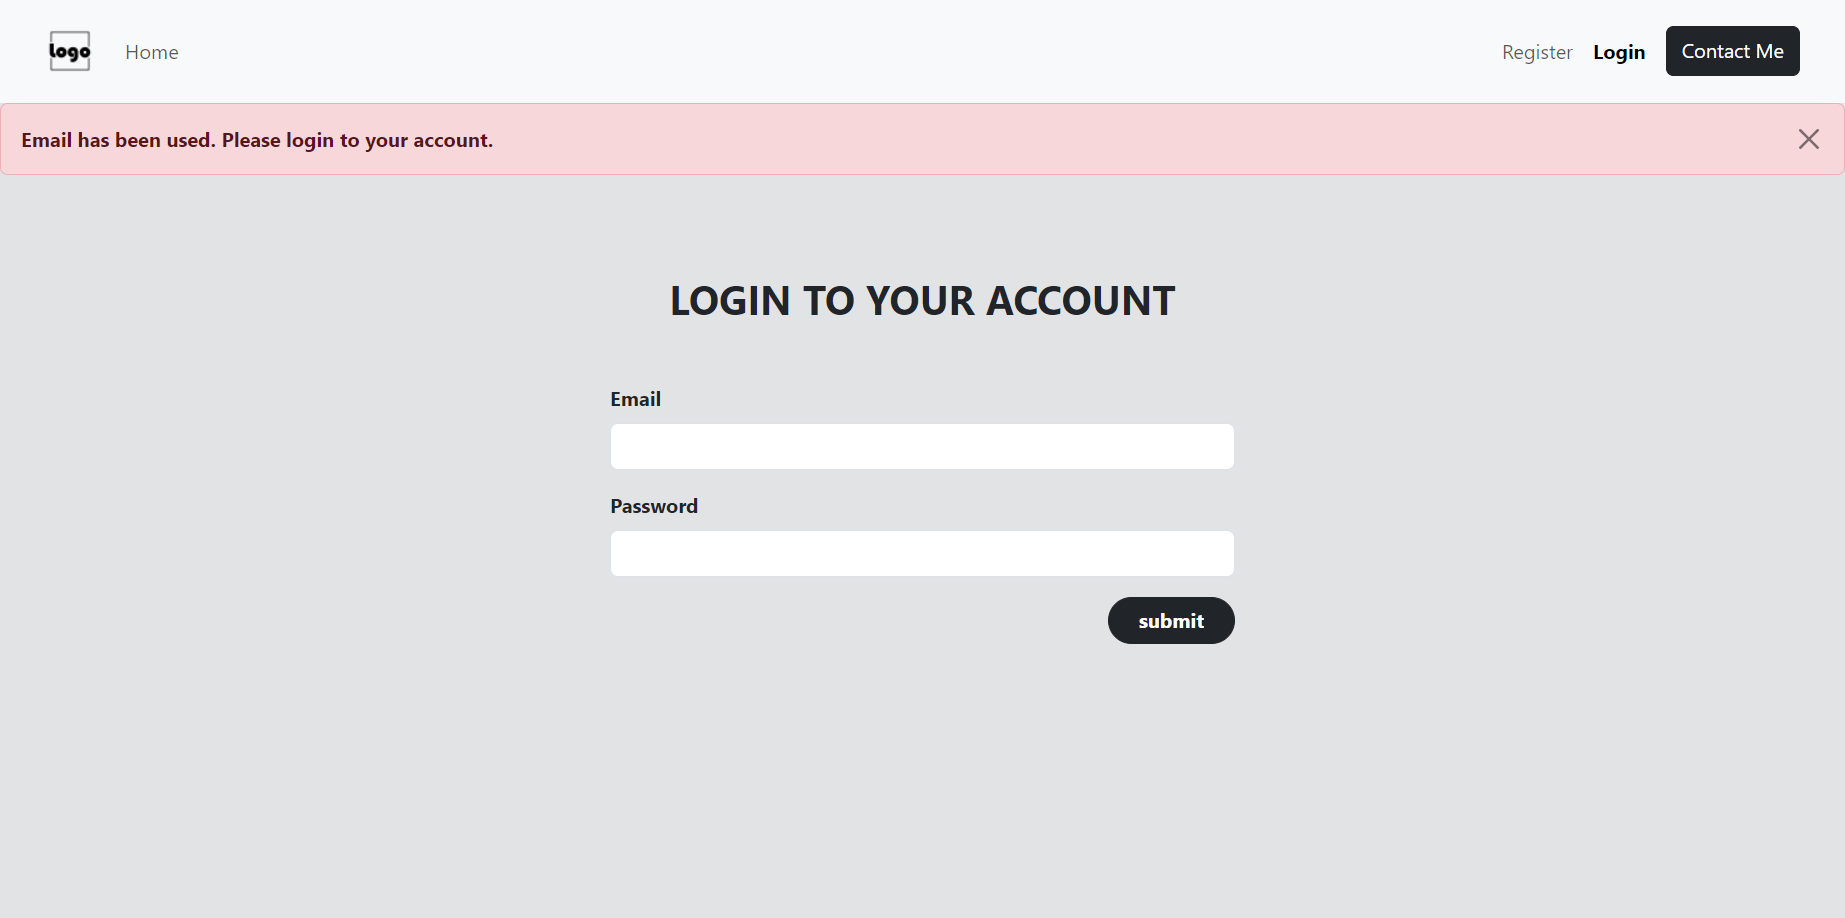 logo
Home
Register
Login
Contact Me
Email has been used. Please login to your account.
LOGIN TO YOUR ACCOUNT
Email
Password
submit